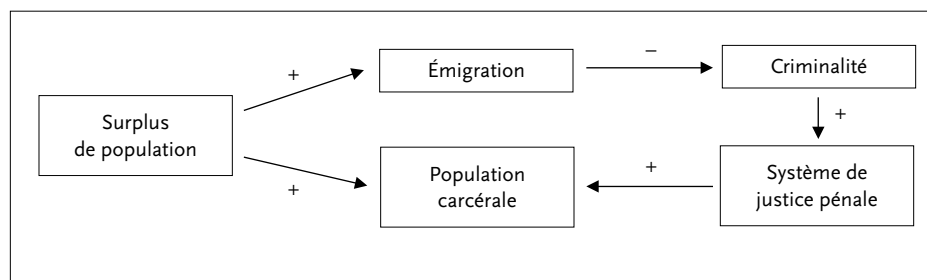 +
Émigration
–
Criminalité
Surplus
de population
+
+
Population
carcérale
+
Système de
justice pénale